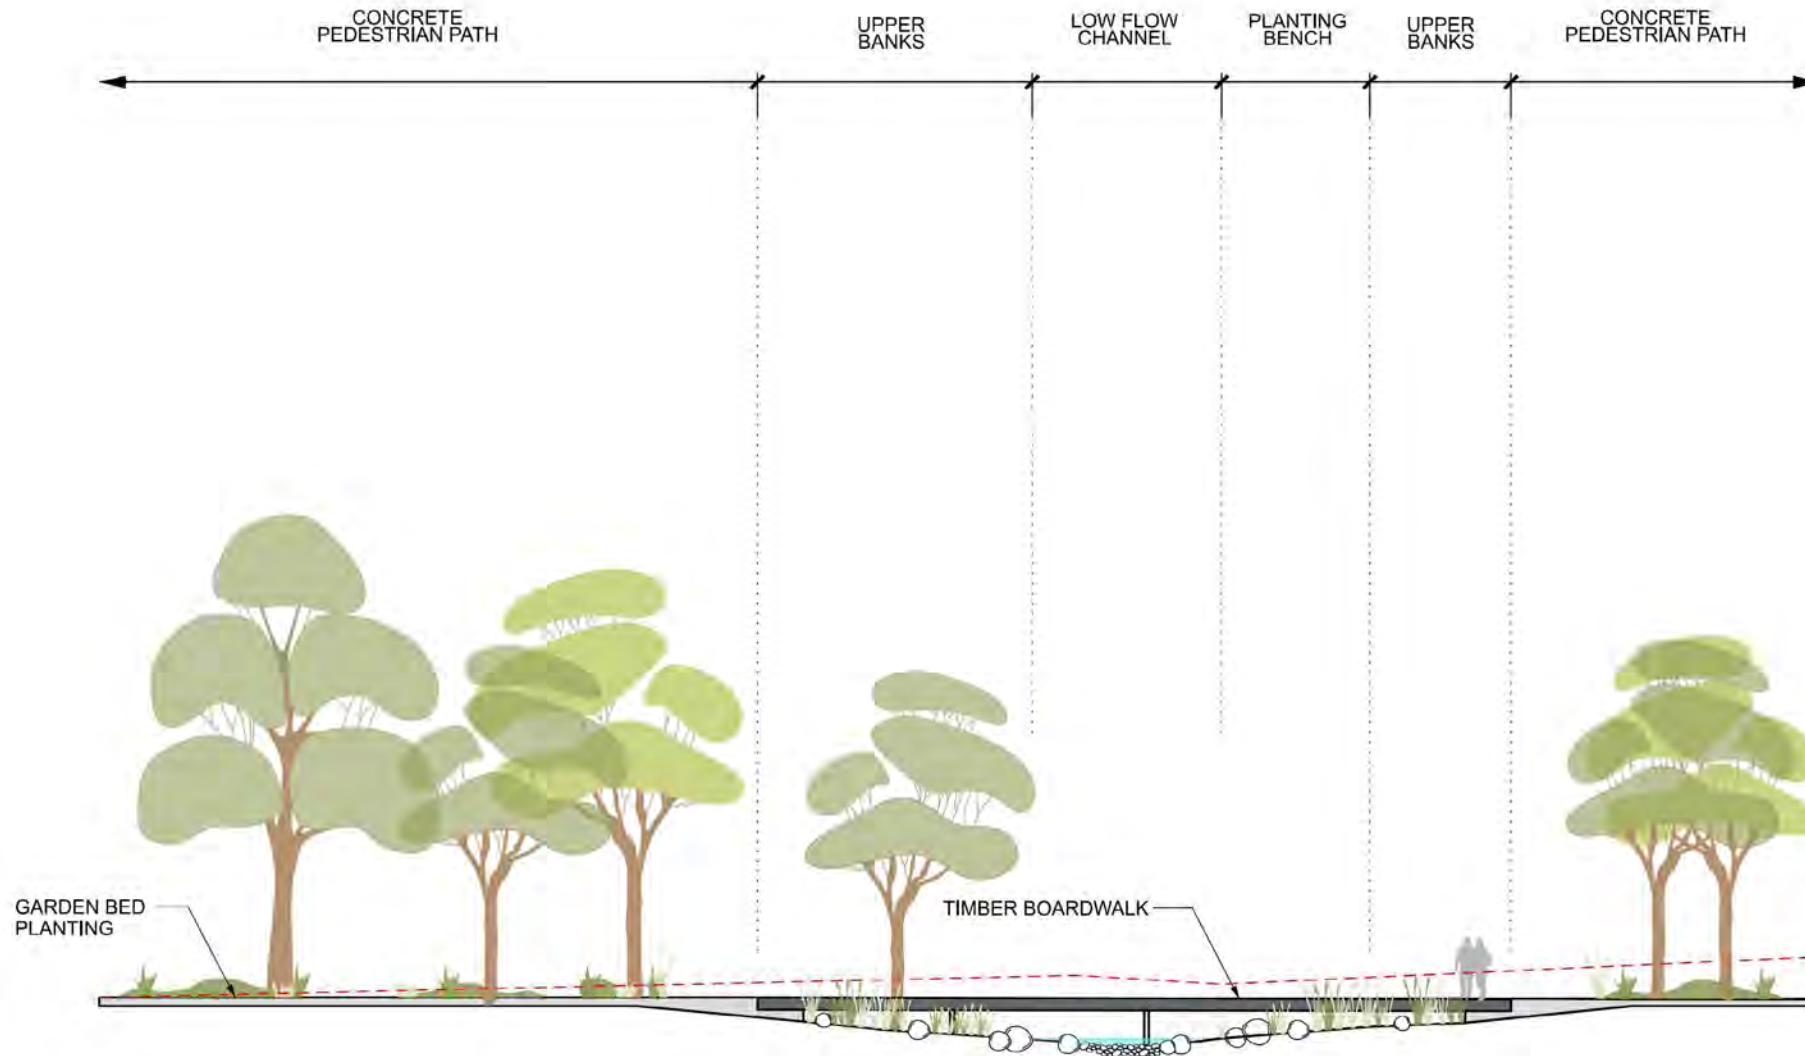 CONCRETE
PEDESTRIAN PATH
UPPER
BANKS
LOW FLOW
CHANNEL
PLANTING
BENCH
UPPER
BANKS
CONCRETE
PEDESTRIAN PATH
GARDEN BED
PLANTING
TIMBER BOARDWALK